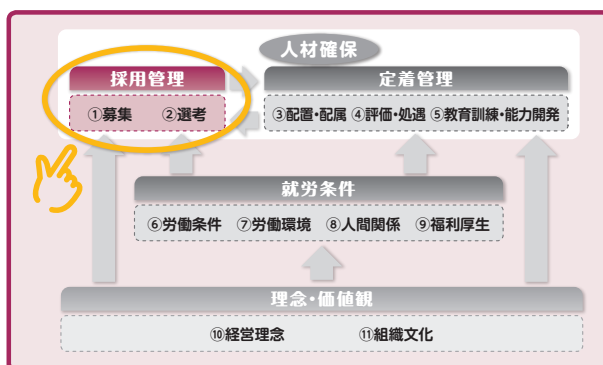 人材確保
採用管理
定着管理
①募集 ②選考
③配置・配属 ④評価・処遇 ⑤教育訓練・能力開発
就労条件
⑥労働条件 ⑦労働環境 ⑧人間関係 ⑨福利厚生
理念・価値観
⑩経営理念 ⑪組織文化